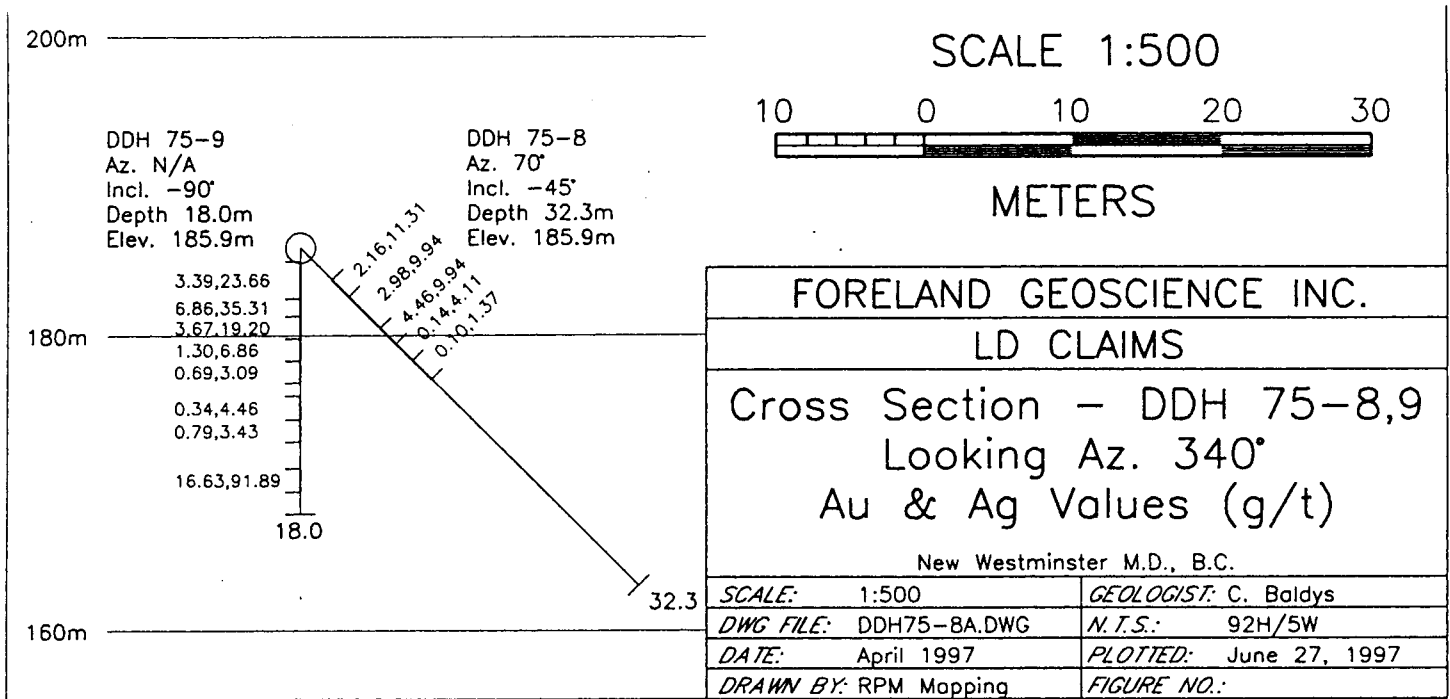 200m
DDH 75-9
Az. N/A
Incl. -90°
Depth 18.0m
Elev. 185.9m
DDH 75-8
Az. 70°
Incl. -45°
Depth 32.3m
Elev. 185.9m
2.16,11.31
2.98,9.94
4.46,9.94
0.14,4.11
0.10,1.37
3.39,23.66
6.86,35.31
3.67,19.20
180m
1.30,6.86
0.69,3.09
0.34,4.46
0.79,3.43
16.63,91.89
18.0
32.3
160m
SCALE 1:500
10 0 10 20 30
METERS
FORELAND GEOSCIENCE INC.
LD CLAIMS
Cross Section - DDH 75-8,9
Looking Az. 340°
Au & Ag Values (g/t)
New Westminster M.D., B.C.
SCALE: 1:500
GEOLOGIST: C. Baldys
DWG FILE: DDH75-8A.DWG
N.T.S.: 92H/5W
DATE: April 1997
PLOTTED: June 27, 1997
DRAWN BY: RPM Mapping
FIGURE NO.: